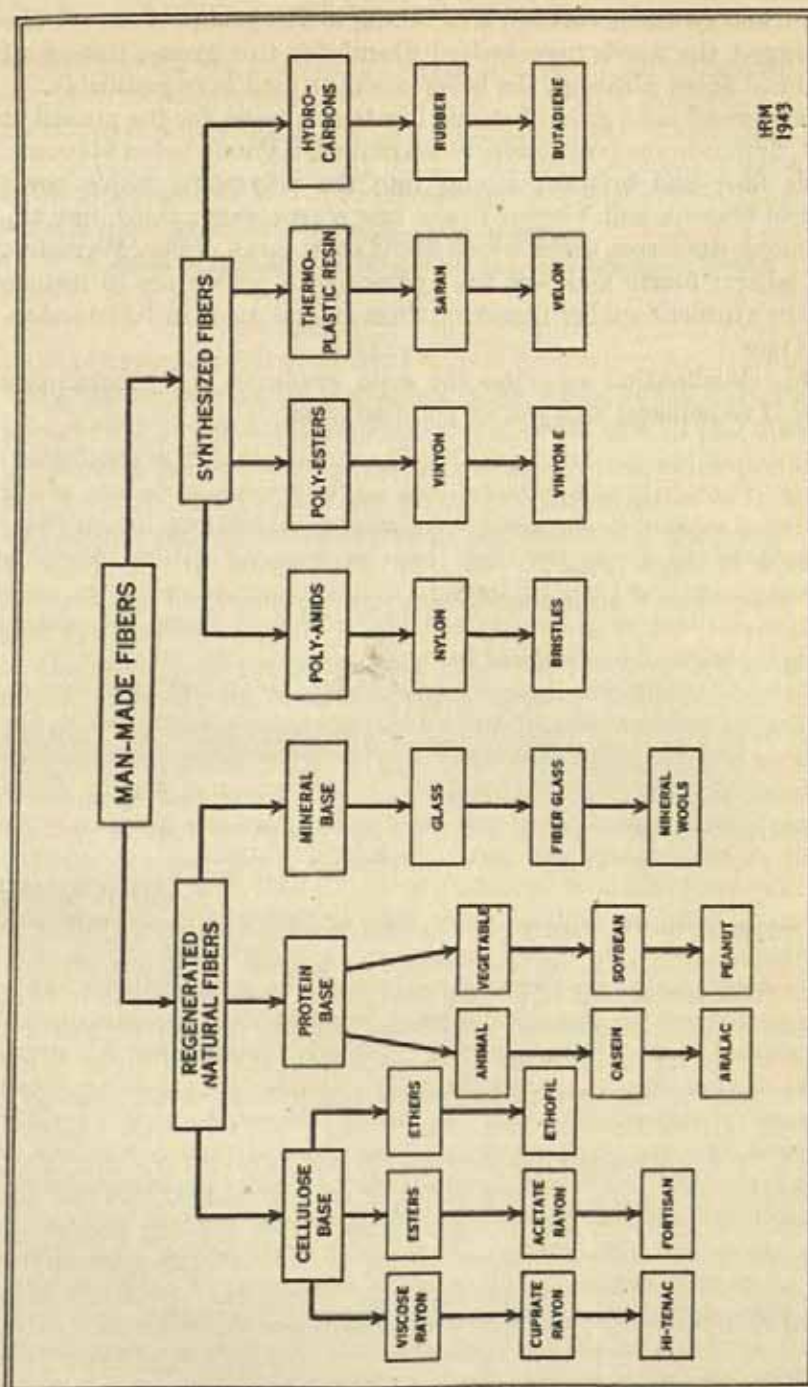 MAN-MADE FIBERS
REGENERATED
NATURAL FIBERS
SYNTHESIZED FIBERS
CELLULOSE
BASE
PROTEIN
BASE
MINERAL
BASE
POLY-AMIDS
POLY-ESTERS
THERMO-
PLASTIC RESIN
HYDRO-
CARBONS
VISCOSE
RAYON
ESTERS
ETHERS
ANIMAL
VEGETABLE
GLASS
NYLON
VINYON
SARAN
RUBBER
CUPRATE
RAYON
ACETATE
RAYON
ETHOFIL
CASEIN
SOYBEAN
FIBER GLASS
BRISTLES
VINYON E
VELON
BUTADIENE
HI-TENAC
FORTISAN
ARALAC
PEANUT
MINERAL
WOOLS
HRM
1943